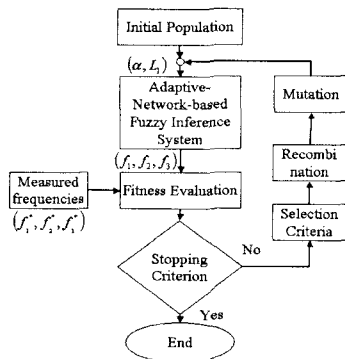 Initial Population
(α, L₁)
Adaptive-
Network-based
Fuzzy Inference
System
Mutation
(f₁, f₂, f₃)
Recombi
nation
Measured
frequencies
Fitness Evaluation
(f₁*, f₂*, f₃*)
Selection
Criteria
Stopping
Criterion
No
Yes
End